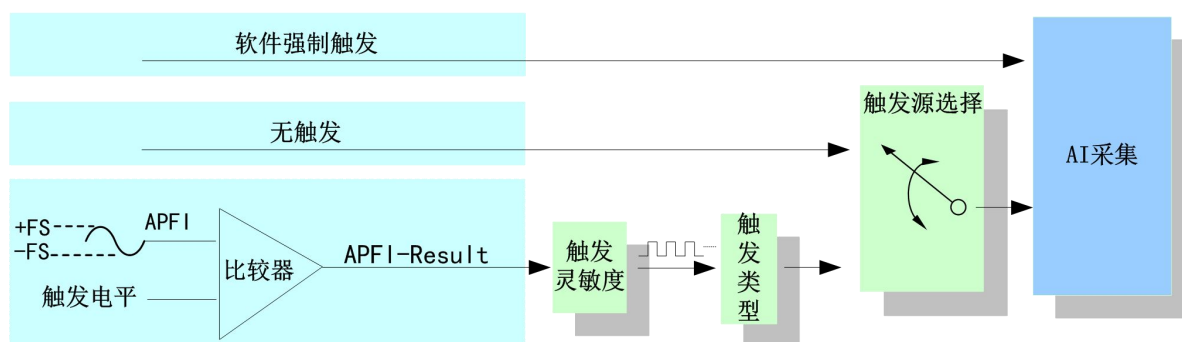 软件强制触发
无触发
触发源选择
AI采集
+FS
-FS
APFI
触发电平
比较器
APFI-Result
触发
灵敏度
触
发
类
型